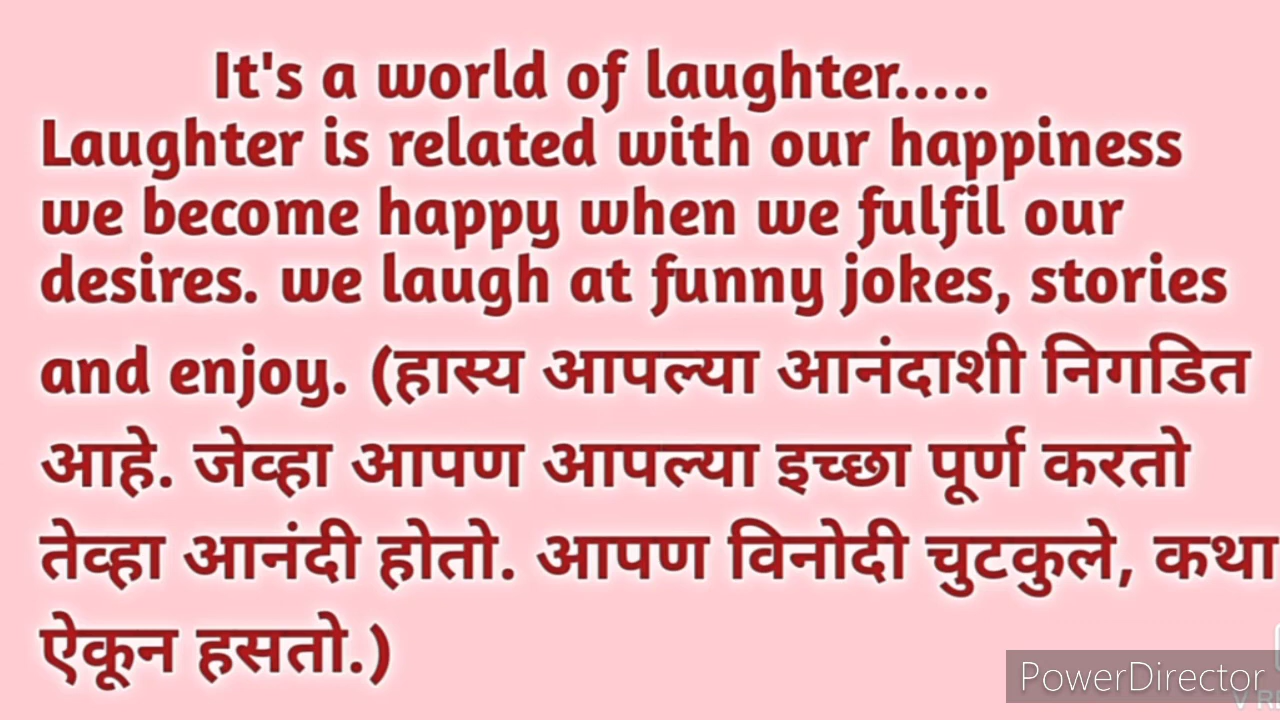 It's a world of laughter.....
Laughter is related with our happiness
we become happy when we fulfil our
desires. we laugh at funny jokes, stories
and enjoy. (हास्य आपल्या आनंदाशी निगडित
आहे. जेव्हा आपण आपल्या इच्छा पूर्ण करतो
तेव्हा आनंदी होतो. आपण विनोदी चुटकुले, कथा
ऐकून हसतो.)
PowerDirector